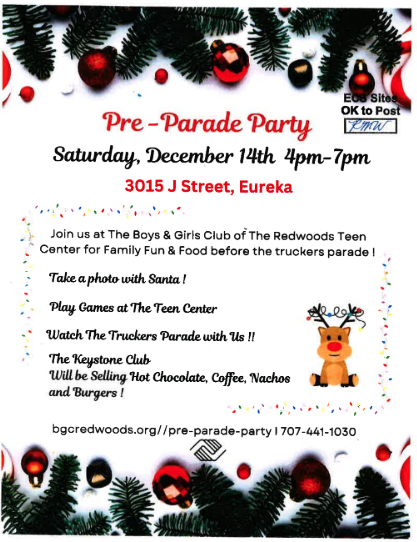 ECS Sites
OK to Post
Pre-Parade Party
Saturday, December 14th 4pm-7pm
3015 J Street, Eureka
Join us at The Boys & Girls Club of The Redwoods Teen
Center for Family Fun & Food before the truckers parade !
Take a photo with Santa !
Play Games at The Teen Center
Watch The Truckers Parade with Us !!
The Keystone Club
Will be Selling Hot Chocolate, Coffee, Nachos
and Burgers !
bgcredwoods.org//pre-parade-party | 707-441-1030